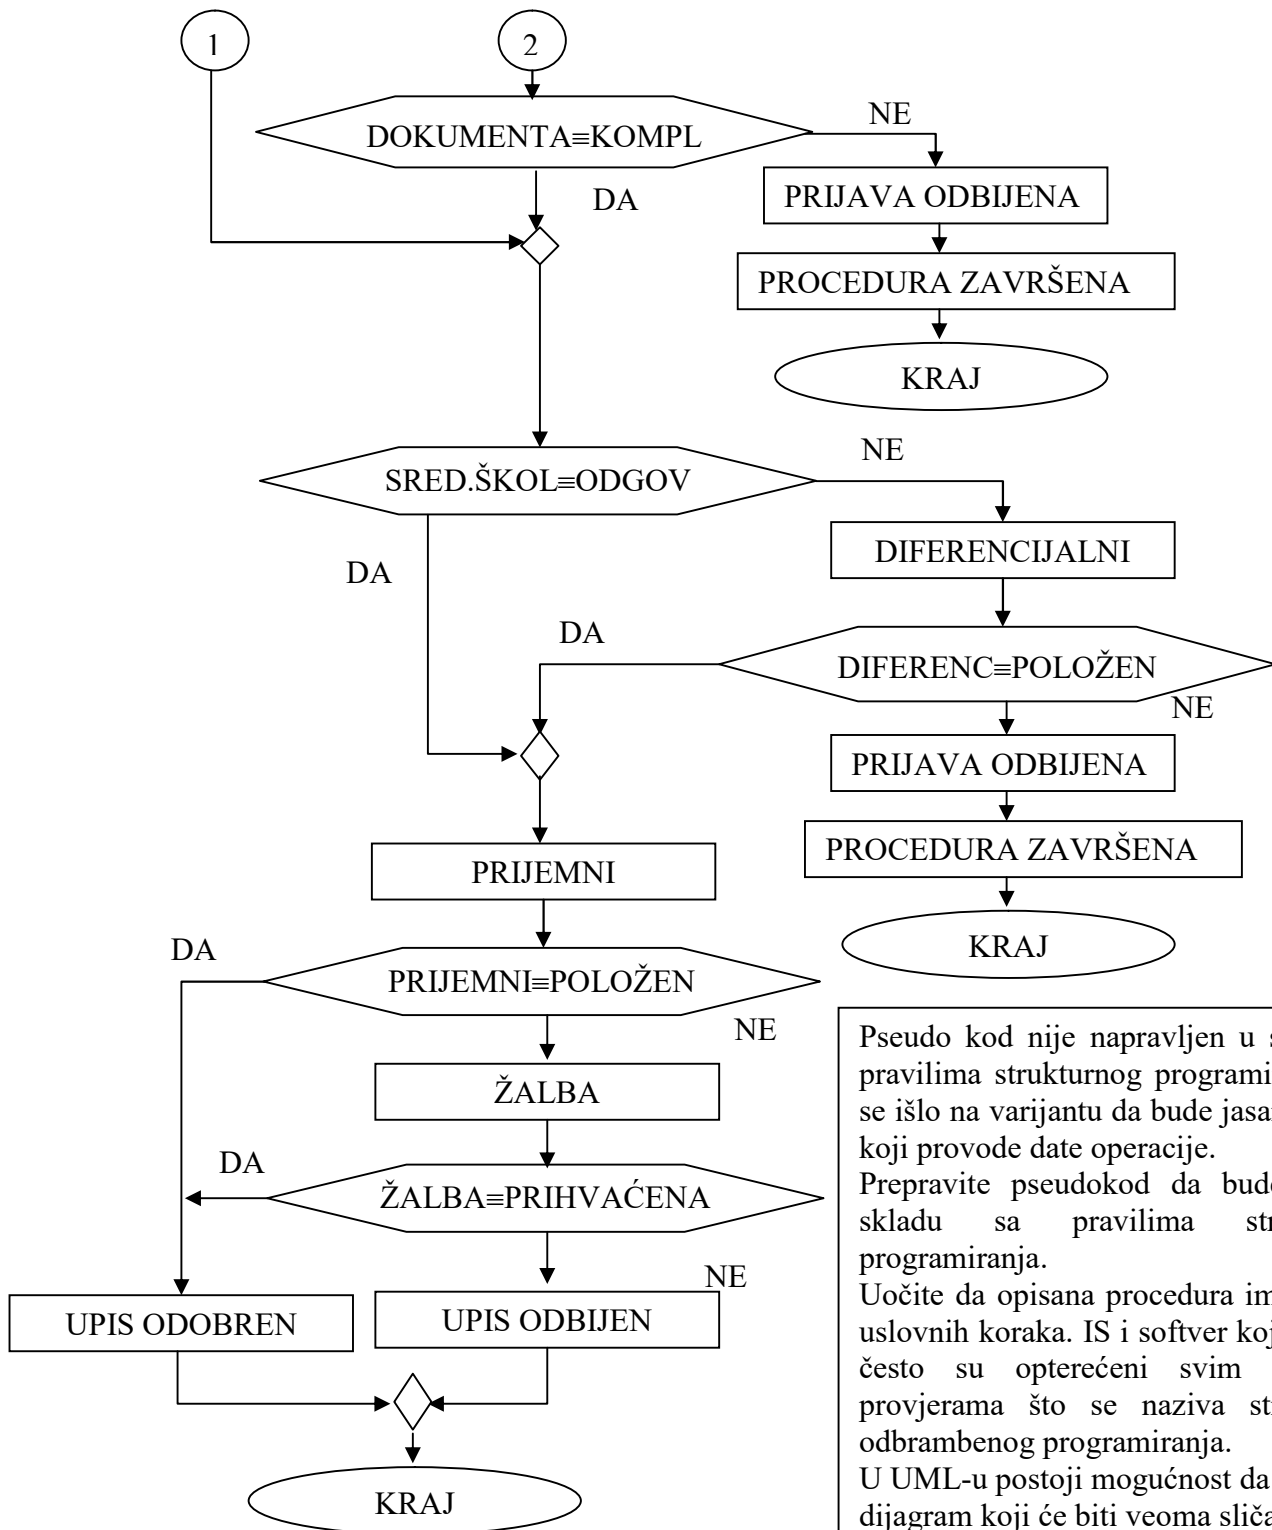 1
2
DOKUMENTA≡KOMPL
NE
DA
PRIJAVA ODBIJENA
PROCEDURA ZAVRŠENA
KRAJ
SRED.ŠKOL≡ODGOV
NE
DA
DIFERENCIJALNI
DA
DIFERENC≡POLOŽEN
NE
PRIJAVA ODBIJENA
PROCEDURA ZAVRŠENA
KRAJ
PRIJEMNI
DA
PRIJEMNI≡POLOŽEN
NE
ŽALBA
DA
ŽALBA≡PRIHVAĆENA
NE
UPIS ODOBREN
UPIS ODBIJEN
KRAJ
Pseudo kod nije napravljen u
pravilima strukturnog
se išlo na varijantu da bude
koji provode date operacije.
Prepravite pseudokod da
skladu sa pravilima
programiranja.
Uočite da opisana procedura
uslovnih koraka. IS i softver
često su opterećeni svim
provjerama što se naziva
odbrambenog programiranja.
U UML-u postoji mogućnost da
dijagram koji će biti veoma